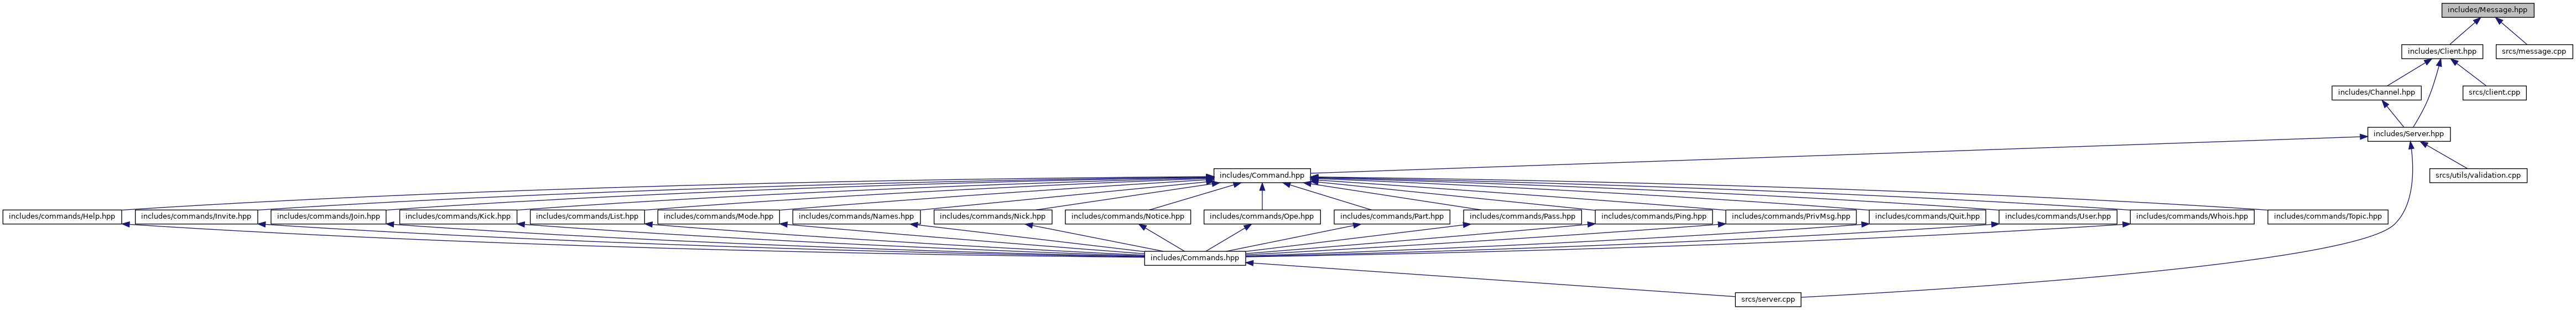 includes/Message.hpp
includes/Client.hpp
srcs/message.cpp
includes/Channel.hpp
srcs/client.cpp
includes/Server.hpp
includes/Command.hpp
srcs/utils/validation.cpp
includes/commands/Help.hpp
includes/commands/Invite.hpp
includes/commands/Join.hpp
includes/commands/Kick.hpp
includes/commands/List.hpp
includes/commands/Mode.hpp
includes/commands/Names.hpp
includes/commands/Nick.hpp
includes/commands/Notice.hpp
includes/commands/Ope.hpp
includes/commands/Part.hpp
includes/commands/Pass.hpp
includes/commands/Ping.hpp
includes/commands/PrivMsg.hpp
includes/commands/Quit.hpp
includes/commands/User.hpp
includes/commands/Whois.hpp
includes/commands/Topic.hpp
includes/Commands.hpp
srcs/server.cpp